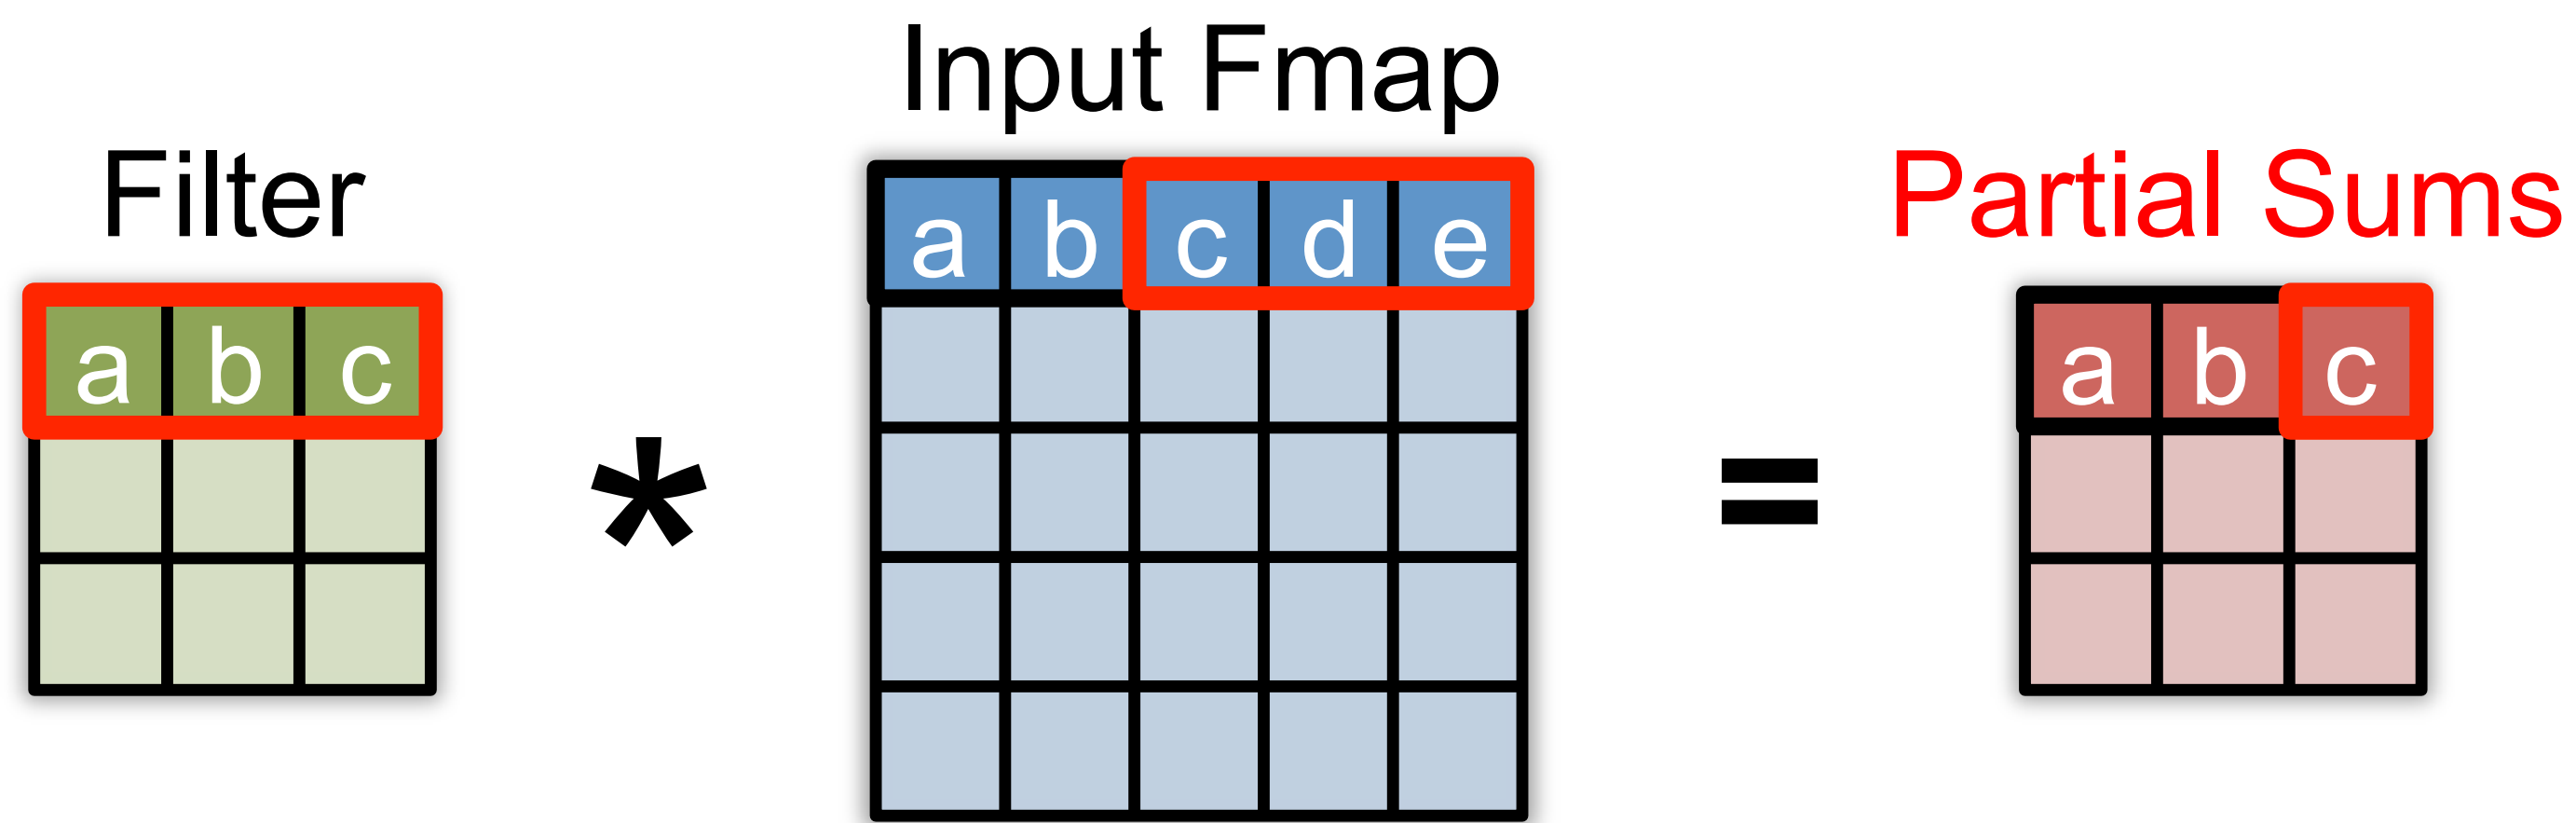 Filter
a b c
*
Input Fmap
a b c d e
=
Partial Sums
a b c